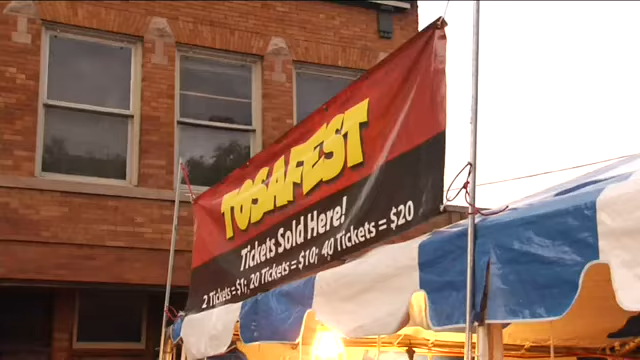 TOSAFEST
Tickets Sold Here!
2 Tickets = $1; 20 Tickets = $10; 40 Tickets = $20